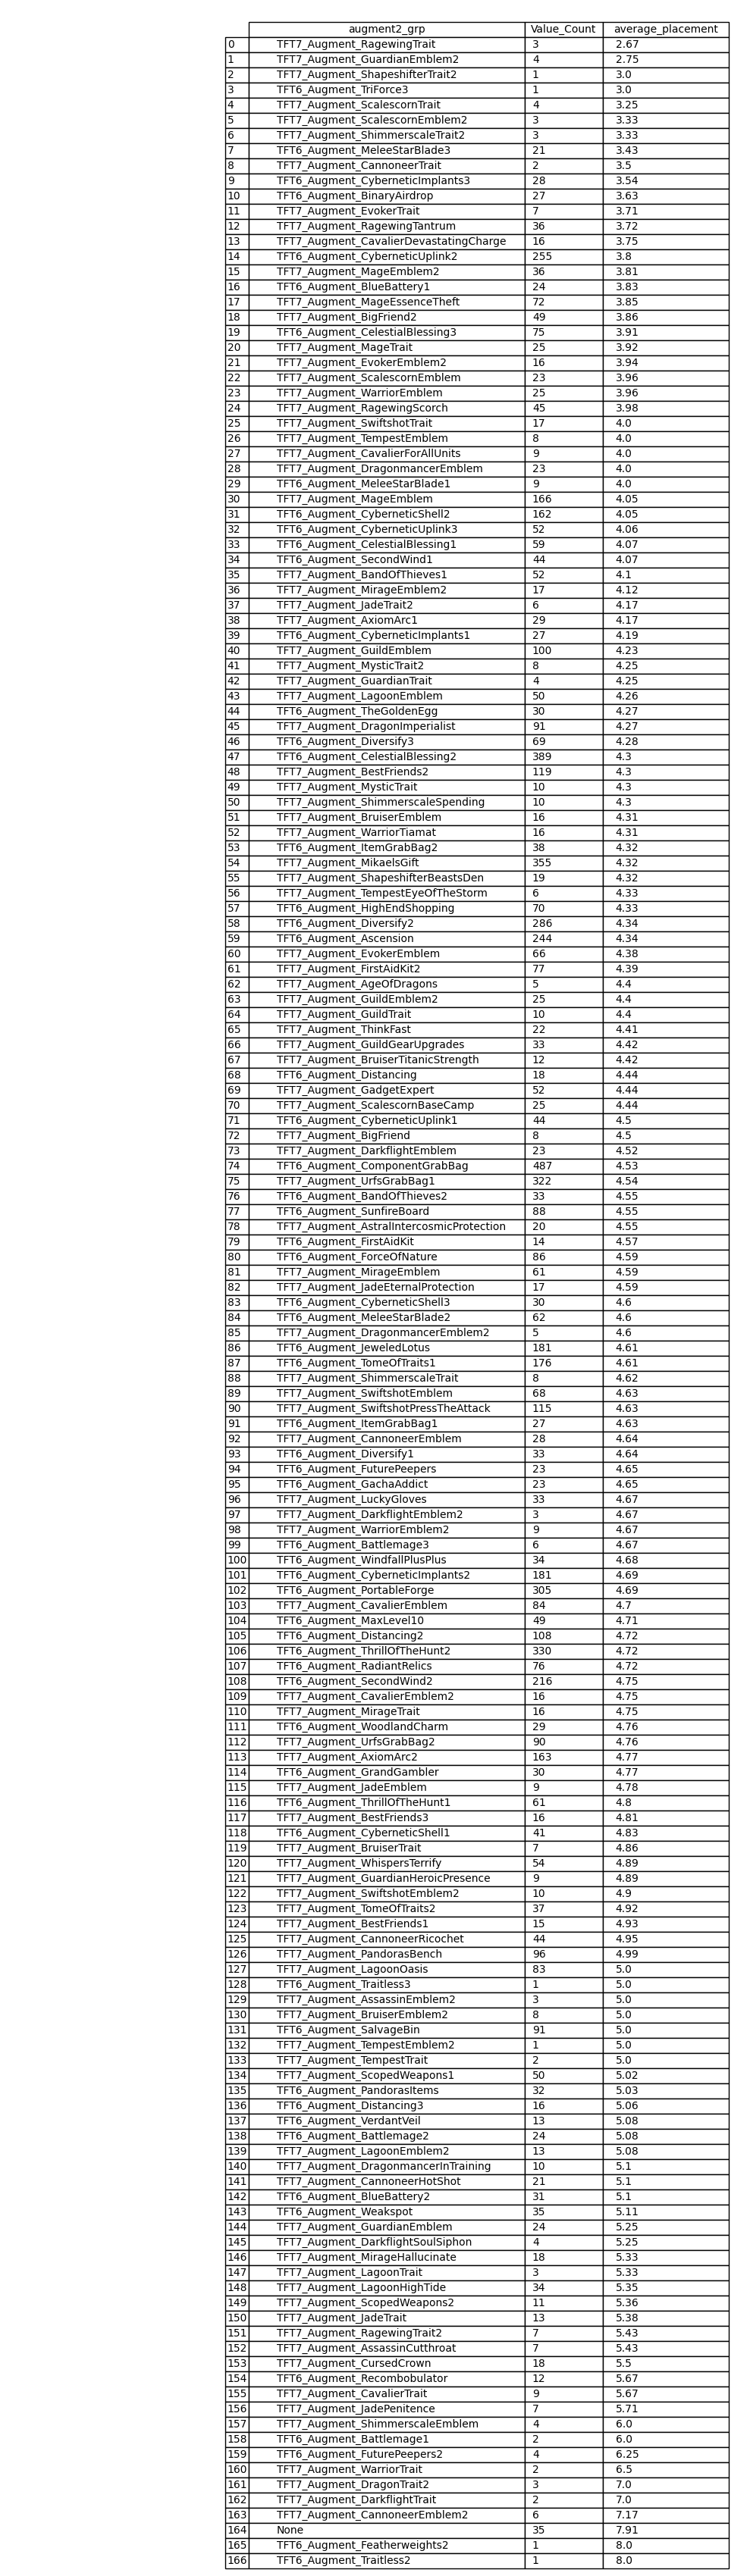 augment2_grp Value_Count average_placement
0 TFT7_Augment_RagewingTrait 3 2.67
1 TFT7_Augment_GuardianEmblem2 4 2.75
2 TFT7_Augment_ShapeshifterTrait2 1 3.0
3 TFT6_Augment_TriForce3 1 3.0
4 TFT7_Augment_ScalescornTrait 4 3.25
5 TFT7_Augment_ScalescornEmblem2 3 3.33
6 TFT7_Augment_ShimmerscaleTrait2 3 3.33
7 TFT6_Augment_MeleeStarBlade3 21 3.43
8 TFT7_Augment_CannoneerTrait 2 3.5
9 TFT6_Augment_CyberneticImplants3 28 3.54
10 TFT6_Augment_BinaryAirdrop 27 3.63
11 TFT7_Augment_EvokerTrait 7 3.71
12 TFT7_Augment_RagewingTantrum 36 3.72
13 TFT7_Augment_CavalierDevastatingCharge 16 3.75
14 TFT6_Augment_CyberneticUplink2 255 3.8
15 TFT7_Augment_MageEmblem2 36 3.81
16 TFT6_Augment_BlueBattery1 24 3.83
17 TFT7_Augment_MageEssenceTheft 72 3.85
18 TFT7_Augment_BigFriend2 49 3.86
19 TFT6_Augment_CelestialBlessing3 75 3.91
20 TFT7_Augment_MageTrait 25 3.92
21 TFT7_Augment_EvokerEmblem2 16 3.94
22 TFT7_Augment_ScalescornEmblem 23 3.96
23 TFT7_Augment_WarriorEmblem 25 3.96
24 TFT7_Augment_RagewingScorch 45 3.98
25 TFT7_Augment_SwiftshotTrait 17 4.0
26 TFT7_Augment_TempestEmblem 8 4.0
27 TFT7_Augment_CavalierForAllUnits 9 4.0
28 TFT7_Augment_DragonmancerEmblem 23 4.0
29 TFT6_Augment_MeleeStarBlade1 9 4.0
30 TFT7_Augment_MageEmblem 166 4.05
31 TFT6_Augment_CyberneticShell2 162 4.05
32 TFT6_Augment_CyberneticUplink3 52 4.06
33 TFT6_Augment_CelestialBlessing1 59 4.07
34 TFT6_Augment_SecondWind1 44 4.07
35 TFT7_Augment_BandOfThieves1 52 4.1
36 TFT7_Augment_MirageEmblem2 17 4.12
37 TFT7_Augment_JadeTrait2 6 4.17
38 TFT7_Augment_AxiomArc1 29 4.17
39 TFT6_Augment_CyberneticImplants1 27 4.19
40 TFT7_Augment_GuildEmblem 100 4.23
41 TFT7_Augment_MysticTrait2 8 4.25
42 TFT7_Augment_GuardianTrait 4 4.25
43 TFT7_Augment_LagoonEmblem 50 4.26
44 TFT6_Augment_TheGoldenEgg 30 4.27
45 TFT7_Augment_DragonImperialist 91 4.27
46 TFT6_Augment_Diversify3 69 4.28
47 TFT6_Augment_CelestialBlessing2 389 4.3
48 TFT7_Augment_BestFriends2 119 4.3
49 TFT7_Augment_MysticTrait 10 4.3
50 TFT7_Augment_ShimmerscaleSpending 10 4.3
51 TFT7_Augment_BruiserEmblem 16 4.31
52 TFT7_Augment_WarriorTiamat 16 4.31
53 TFT6_Augment_ItemGrabBag2 38 4.32
54 TFT7_Augment_MikaelsGift 355 4.32
55 TFT7_Augment_ShapeshifterBeastsDen 19 4.32
56 TFT7_Augment_TempestEyeOfTheStorm 6 4.33
57 TFT6_Augment_HighEndShopping 70 4.33
58 TFT6_Augment_Diversify2 286 4.34
59 TFT6_Augment_Ascension 244 4.34
60 TFT7_Augment_EvokerEmblem 66 4.38
61 TFT7_Augment_FirstAidKit2 77 4.39
62 TFT7_Augment_AgeOfDragons 5 4.4
63 TFT7_Augment_GuildEmblem2 25 4.4
64 TFT7_Augment_GuildTrait 10 4.4
65 TFT7_Augment_ThinkFast 22 4.41
66 TFT7_Augment_GuildGearUpgrades 33 4.42
67 TFT7_Augment_BruiserTitanicStrength 12 4.42
68 TFT6_Augment_Distancing 18 4.44
69 TFT7_Augment_GadgetExpert 52 4.44
70 TFT7_Augment_ScalescornBaseCamp 25 4.44
71 TFT6_Augment_CyberneticUplink1 44 4.5
72 TFT7_Augment_BigFriend 8 4.5
73 TFT7_Augment_DarkflightEmblem 23 4.52
74 TFT6_Augment_ComponentGrabBag 487 4.53
75 TFT7_Augment_UrfsGrabBag1 322 4.54
76 TFT6_Augment_BandOfThieves2 33 4.55
77 TFT6_Augment_SunfireBoard 88 4.55
78 TFT7_Augment_AstralIntercosmicProtection 20 4.55
79 TFT6_Augment_FirstAidKit 14 4.57
80 TFT6_Augment_ForceOfNature 86 4.59
81 TFT7_Augment_MirageEmblem 61 4.59
82 TFT7_Augment_JadeEternalProtection 17 4.59
83 TFT6_Augment_CyberneticShell3 30 4.6
84 TFT6_Augment_MeleeStarBlade2 62 4.6
85 TFT7_Augment_DragonmancerEmblem2 5 4.6
86 TFT6_Augment_JeweledLotus 181 4.61
87 TFT6_Augment_TomeOfTraits1 176 4.61
88 TFT7_Augment_ShimmerscaleTrait 8 4.62
89 TFT7_Augment_SwiftshotEmblem 68 4.63
90 TFT7_Augment_SwiftshotPressTheAttack 115 4.63
91 TFT6_Augment_ItemGrabBag1 27 4.63
92 TFT7_Augment_CannoneerEmblem 28 4.64
93 TFT6_Augment_Diversify1 33 4.64
94 TFT6_Augment_FuturePeepers 23 4.65
95 TFT6_Augment_GachaAddict 23 4.65
96 TFT7_Augment_LuckyGloves 33 4.67
97 TFT7_Augment_DarkflightEmblem2 3 4.67
98 TFT7_Augment_WarriorEmblem2 9 4.67
99 TFT6_Augment_Battlemage3 6 4.67
100 TFT6_Augment_WindfallPlusPlus 34 4.68
101 TFT6_Augment_CyberneticImplants2 181 4.69
102 TFT6_Augment_PortableForge 305 4.69
103 TFT7_Augment_CavalierEmblem 84 4.7
104 TFT6_Augment_MaxLevel10 49 4.71
105 TFT6_Augment_Distancing2 108 4.72
106 TFT6_Augment_ThrillOfTheHunt2 330 4.72
107 TFT6_Augment_RadiantRelics 76 4.72
108 TFT6_Augment_SecondWind2 216 4.75
109 TFT7_Augment_CavalierEmblem2 16 4.75
110 TFT7_Augment_MirageTrait 16 4.75
111 TFT6_Augment_WoodlandCharm 29 4.76
112 TFT7_Augment_UrfsGrabBag2 90 4.76
113 TFT7_Augment_AxiomArc2 163 4.77
114 TFT6_Augment_GrandGambler 30 4.77
115 TFT7_Augment_JadeEmblem 9 4.78
116 TFT6_Augment_ThrillOfTheHunt1 61 4.8
117 TFT7_Augment_BestFriends3 16 4.81
118 TFT6_Augment_CyberneticShell1 41 4.83
119 TFT7_Augment_BruiserTrait 7 4.86
120 TFT7_Augment_WhispersTerrify 54 4.89
121 TFT7_Augment_GuardianHeroicPresence 9 4.89
122 TFT7_Augment_SwiftshotEmblem2 10 4.9
123 TFT7_Augment_TomeOfTraits2 37 4.92
124 TFT7_Augment_BestFriends1 15 4.93
125 TFT7_Augment_CannoneerRicochet 44 4.95
126 TFT7_Augment_PandorasBench 96 4.99
127 TFT7_Augment_LagoonOasis 83 5.0
128 TFT6_Augment_Traitless3 1 5.0
129 TFT7_Augment_AssassinEmblem2 3 5.0
130 TFT7_Augment_BruiserEmblem2 8 5.0
131 TFT6_Augment_SalvageBin 91 5.0
132 TFT7_Augment_TempestEmblem2 1 5.0
133 TFT7_Augment_TempestTrait 2 5.0
134 TFT7_Augment_ScopedWeapons1 50 5.02
135 TFT6_Augment_PandorasItems 32 5.03
136 TFT6_Augment_Distancing3 16 5.06
137 TFT6_Augment_VerdantVeil 13 5.08
138 TFT6_Augment_Battlemage2 24 5.08
139 TFT7_Augment_LagoonEmblem2 13 5.08
140 TFT7_Augment_DragonmancerInTraining 10 5.1
141 TFT7_Augment_CannoneerHotShot 21 5.1
142 TFT6_Augment_BlueBattery2 31 5.1
143 TFT6_Augment_Weakspot 35 5.11
144 TFT7_Augment_GuardianEmblem 24 5.25
145 TFT7_Augment_DarkflightSoulSiphon 4 5.25
146 TFT7_Augment_MirageHallucinate 18 5.33
147 TFT7_Augment_LagoonTrait 3 5.33
148 TFT7_Augment_LagoonHighTide 34 5.35
149 TFT7_Augment_ScopedWeapons2 11 5.36
150 TFT7_Augment_JadeTrait 13 5.38
151 TFT7_Augment_RagewingTrait2 7 5.43
152 TFT7_Augment_AssassinCutthroat 7 5.43
153 TFT7_Augment_CursedCrown 18 5.5
154 TFT6_Augment_Recombobulator 12 5.67
155 TFT7_Augment_CavalierTrait 9 5.67
156 TFT7_Augment_JadePenitence 7 5.71
157 TFT7_Augment_ShimmerscaleEmblem 4 6.0
158 TFT6_Augment_Battlemage1 2 6.0
159 TFT6_Augment_FuturePeepers2 4 6.25
160 TFT7_Augment_WarriorTrait 2 6.5
161 TFT7_Augment_DragonTrait2 3 7.0
162 TFT7_Augment_DarkflightTrait 2 7.0
163 TFT7_Augment_CannoneerEmblem2 6 7.17
164 None 35 7.91
165 TFT6_Augment_Featherweights2 1 8.0
166 TFT6_Augment_Traitless2 1 8.0